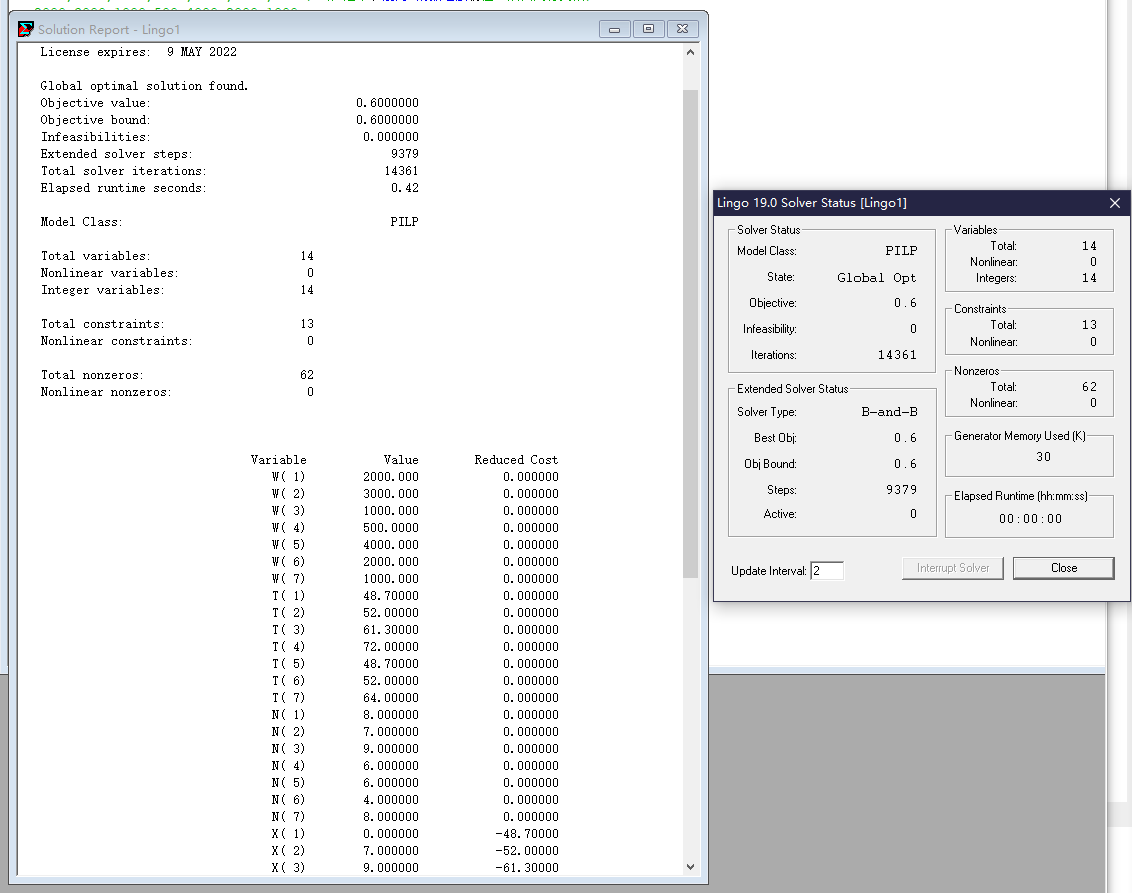 Solution Report - Lingo1
License expires: 9 MAY 2022
Global optimal solution found.
Objective value: 0.6000000
Objective bound: 0.6000000
Infeasibilities: 0.000000
Extended solver steps: 9379
Total solver iterations: 14361
Elapsed runtime seconds: 0.42
Model Class: PILP
Total variables: 14
Nonlinear variables: 0
Integer variables: 14
Total constraints: 13
Nonlinear constraints: 0
Total nonzeros: 62
Nonlinear nonzeros: 0
Variable Value Reduced Cost
W( 1) 2000.000 0.000000
W( 2) 3000.000 0.000000
W( 3) 1000.000 0.000000
W( 4) 500.0000 0.000000
W( 5) 4000.000 0.000000
W( 6) 2000.000 0.000000
W( 7) 1000.000 0.000000
T( 1) 48.70000 0.000000
T( 2) 52.00000 0.000000
T( 3) 61.30000 0.000000
T( 4) 72.00000 0.000000
T( 5) 48.70000 0.000000
T( 6) 52.00000 0.000000
T( 7) 64.00000 0.000000
N( 1) 8.000000 0.000000
N( 2) 7.000000 0.000000
N( 3) 9.000000 0.000000
N( 4) 6.000000 0.000000
N( 5) 6.000000 0.000000
N( 6) 4.000000 0.000000
N( 7) 8.000000 0.000000
X( 1) 0.000000 -48.70000
X( 2) 7.000000 -52.00000
X( 3) 9.000000 -61.30000
Lingo 19.0 Solver Status [Lingo1]
Solver Status
Model Class: PILP
State: Global Opt
Objective: 0.6
Infeasibility: 0
Iterations: 14361
Extended Solver Status
Solver Type: B-and-B
Best Obj: 0.6
Obj Bound: 0.6
Steps: 9379
Active: 0
Update Interval: 2
Variables
Total: 14
Nonlinear: 0
Integers: 14
Constraints
Total: 13
Nonlinear: 0
Nonzeros
Total: 62
Nonlinear: 0
Generator Memory Used (K)
30
Elapsed Runtime (hh:mm:ss)
00:00:00
Interrupt Solver
Close